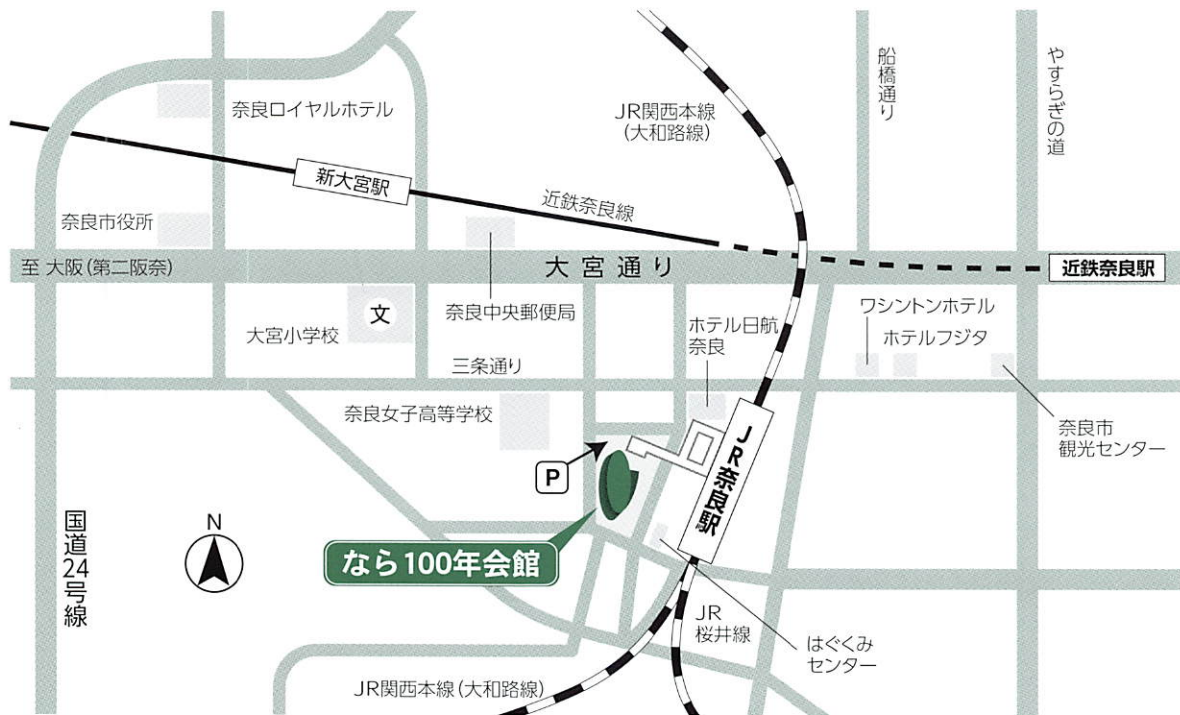 船橋通り
やすらぎの道
奈良ロイヤルホテル
JR関西本線
(大和路線)
新大宮駅
近鉄奈良線
奈良市役所
至 大阪(第二阪奈)
大宮通り
近鉄奈良駅
文
大宮小学校
奈良中央郵便局
ホテル日航
奈良
ワシントンホテル
ホテルフジタ
三条通り
奈良女子高等学校
奈良市
観光センター
P
JR奈良駅
国道24号線
N
なら100年会館
JR
桜井線
はぐくみ
センター
JR関西本線(大和路線)